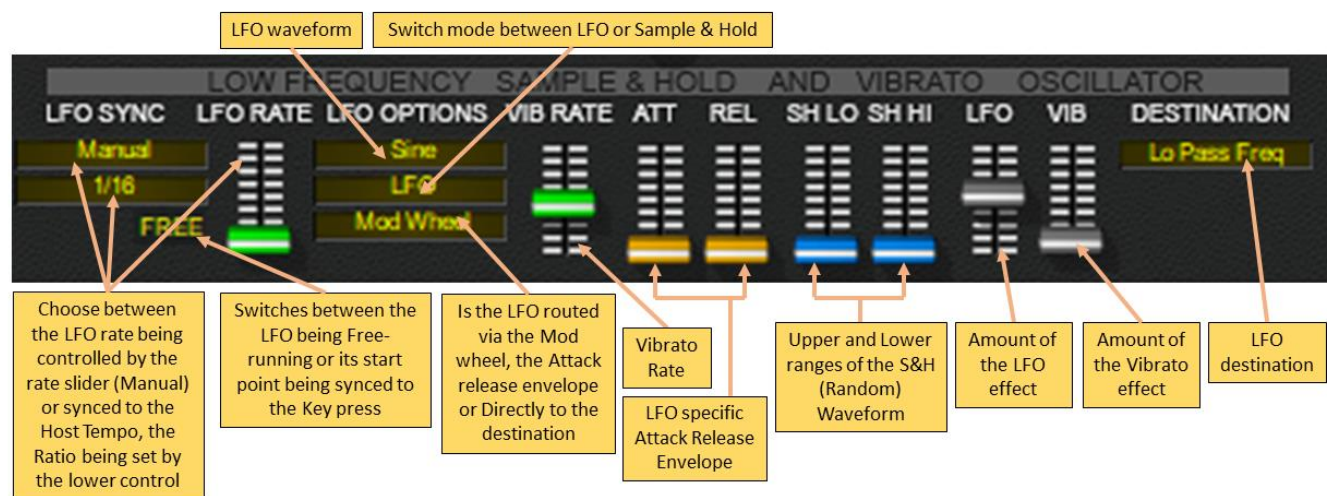 LFO waveform
Switch mode between LFO or Sample & Hold
LOW FREQUENCY SAMPLE & HOLD AND VIBRATO OSCILLATOR
LFO SYNC LFO RATE LFO OPTIONS VIB RATE ATT REL SH LO SH HI LFO VIB DESTINATION
Manual
Sine
Lo Pass Freq
1/16
LFO
FREE
Mod Wheel
Choose between
the LFO rate being
controlled by the
rate slider (Manual)
or synced to the
Host Tempo, the
Ratio being set by
the lower control
Switches between the
LFO being Free-
running or its start
point being synced to
the Key press
Is the LFO routed
via the Mod
wheel, the Attack
release envelope
or Directly to the
destination
Vibrato
Rate
LFO specific
Attack Release
Envelope
Upper and Lower
ranges of the S&H
(Random)
Waveform
Amount of
the LFO
effect
Amount of
the Vibrato
effect
LFO
destination